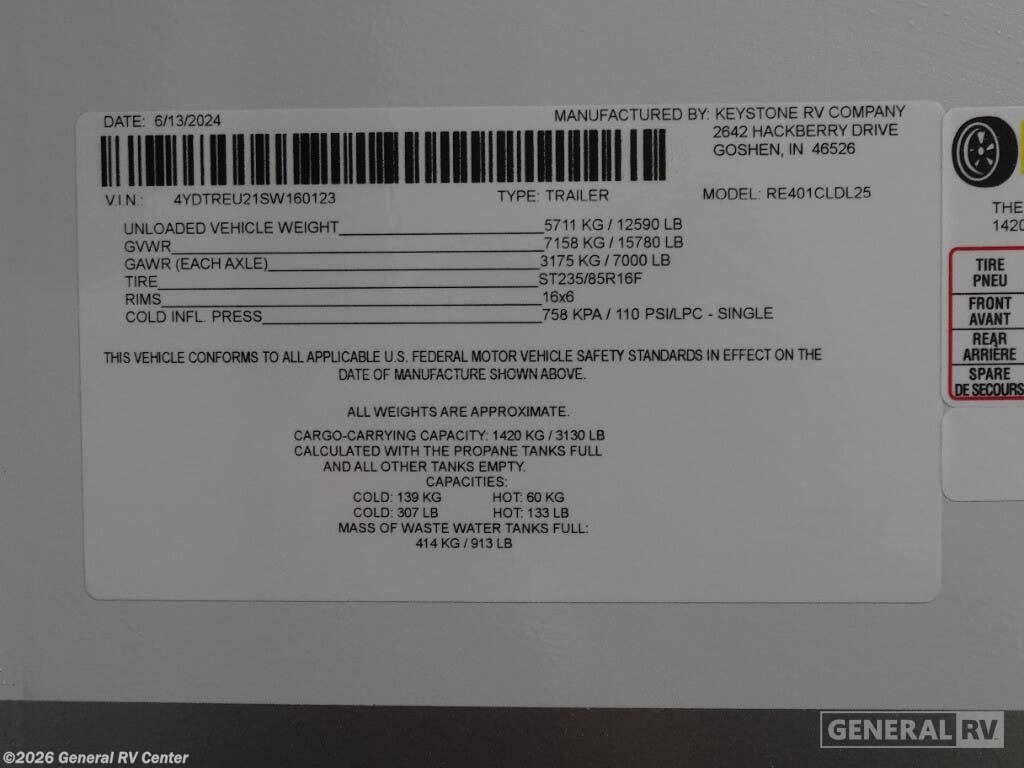 DATE: 6/13/2024
MANUFACTURED BY: KEYSTONE RV COMPANY
2642 HACKBERRY DRIVE
GOSHEN, IN 46526
V.I.N.: 4YDTREU21SW160123 TYPE: TRAILER MODEL: RE401CLDL25
UNLOADED VEHICLE WEIGHT 5711 KG / 12590 LB
GVWR 7158 KG / 15780 LB
GAWR (EACH AXLE) 3175 KG / 7000 LB
TIRE ST235/85R16F
RIMS 16x6
COLD INFL. PRESS 758 KPA / 110 PSI/LPC - SINGLE
THIS VEHICLE CONFORMS TO ALL APPLICABLE U.S. FEDERAL MOTOR VEHICLE SAFETY STANDARDS IN EFFECT ON THE
DATE OF MANUFACTURE SHOWN ABOVE.
ALL WEIGHTS ARE APPROXIMATE.
CARGO-CARRYING CAPACITY: 1420 KG / 3130 LB
CALCULATED WITH THE PROPANE TANKS FULL
AND ALL OTHER TANKS EMPTY.
CAPACITIES:
COLD: 139 KG HOT: 60 KG
COLD: 307 LB HOT: 133 LB
MASS OF WASTE WATER TANKS FULL:
414 KG / 913 LB
THE
1420
TIRE
PNEU
FRONT
AVANT
REAR
ARRIÈRE
SPARE
DE SECOURS
GENERAL RV
©2026 General RV Center